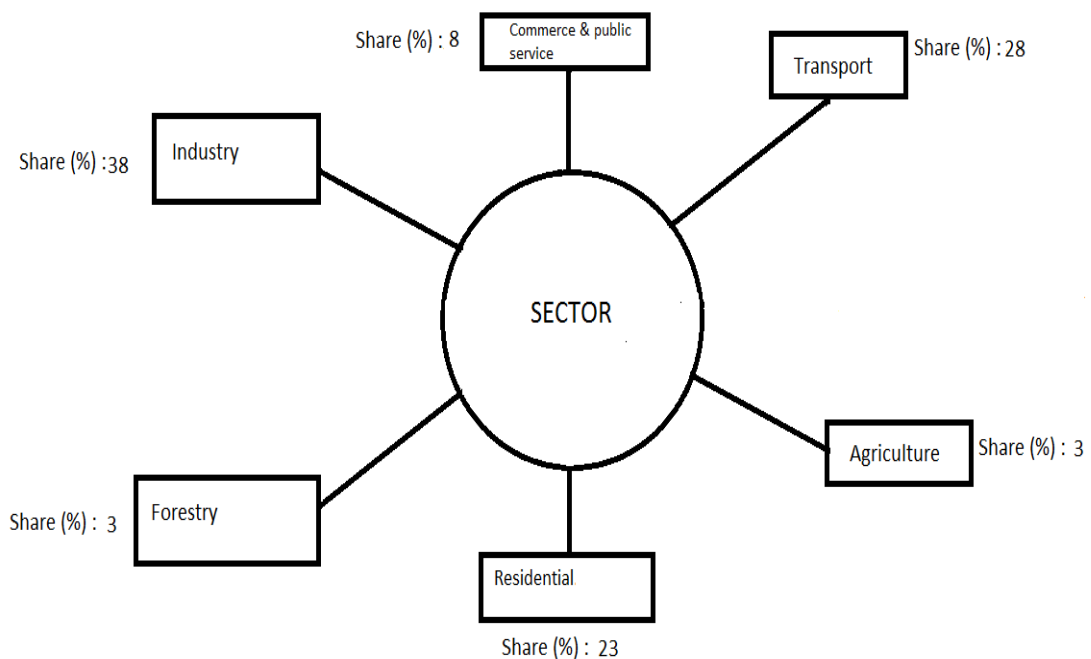 Share (%) : 8
Commerce & public
service
Transport
Share (%) : 28
Share (%) :38
Industry
SECTOR
Agriculture
Share (%) : 3
Share (%) : 3
Forestry
Residential
Share (%) : 23